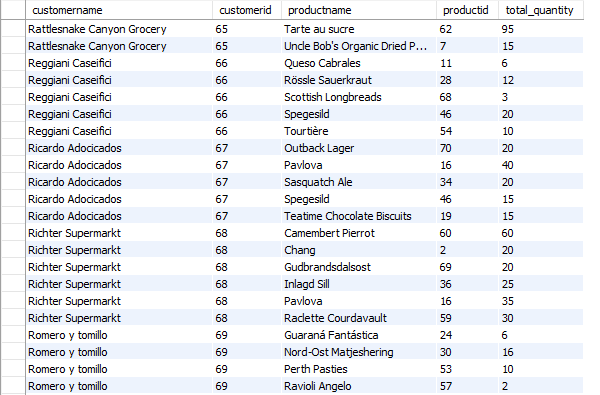 customername customerid productname productid total_quantity
Rattlesnake Canyon Grocery 65 Tarte au sucre 62 95
Rattlesnake Canyon Grocery 65 Uncle Bob's Organic Dried P... 7 15
Reggiani Caseifici 66 Queso Cabrales 11 6
Reggiani Caseifici 66 Rössle Sauerkraut 28 12
Reggiani Caseifici 66 Scottish Longbreads 68 3
Reggiani Caseifici 66 Spegesild 46 20
Reggiani Caseifici 66 Tourtière 54 10
Ricardo Adocicados 67 Outback Lager 70 20
Ricardo Adocicados 67 Pavlova 16 40
Ricardo Adocicados 67 Sasquatch Ale 34 20
Ricardo Adocicados 67 Spegesild 46 15
Ricardo Adocicados 67 Teatime Chocolate Biscuits 19 15
Richter Supermarkt 68 Camembert Pierrot 60 60
Richter Supermarkt 68 Chang 2 20
Richter Supermarkt 68 Gudbrandsdalsost 69 20
Richter Supermarkt 68 Inlagd Sill 36 25
Richter Supermarkt 68 Pavlova 16 35
Richter Supermarkt 68 Raclette Courdavault 59 30
Romero y tomillo 69 Guaraná Fantástica 24 6
Romero y tomillo 69 Nord-Ost Matjeshering 30 16
Romero y tomillo 69 Perth Pasties 53 10
Romero y tomillo 69 Ravioli Angelo 57 2